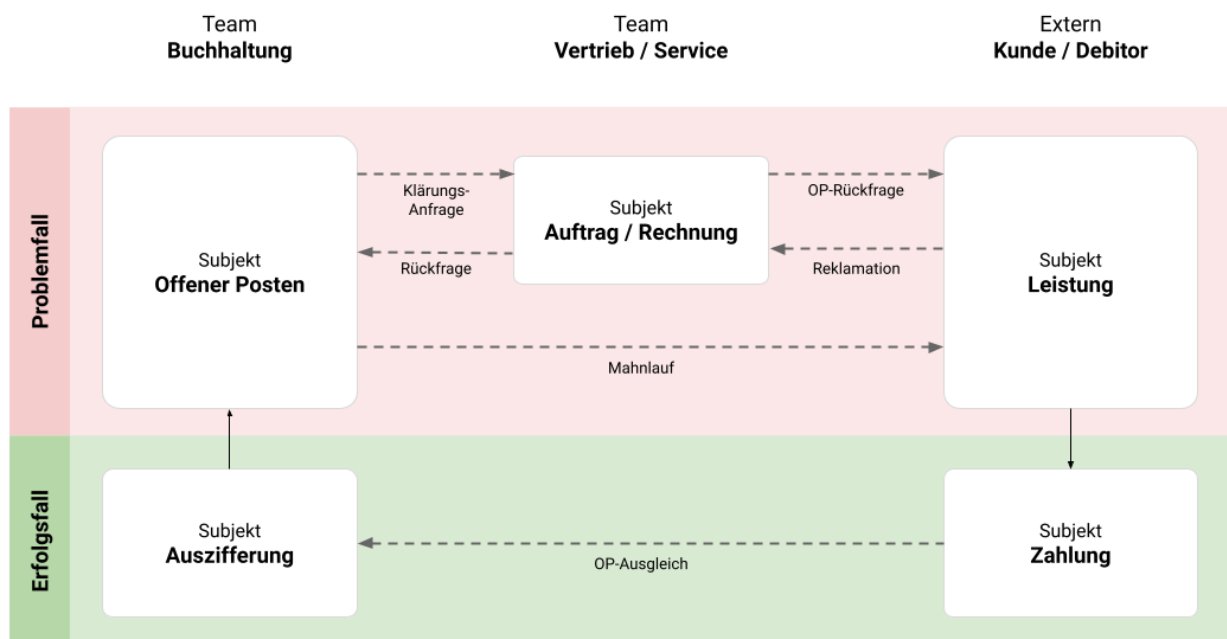 Team
Buchhaltung
Team
Vertrieb / Service
Extern
Kunde / Debitor
Problemfall
Subjekt
Offener Posten
Klärungs-
Anfrage
Rückfrage
Subjekt
Auftrag / Rechnung
OP-Rückfrage
Reklamation
Subjekt
Leistung
Mahnlauf
Erfolgsfall
Subjekt
Auszifferung
OP-Ausgleich
Subjekt
Zahlung